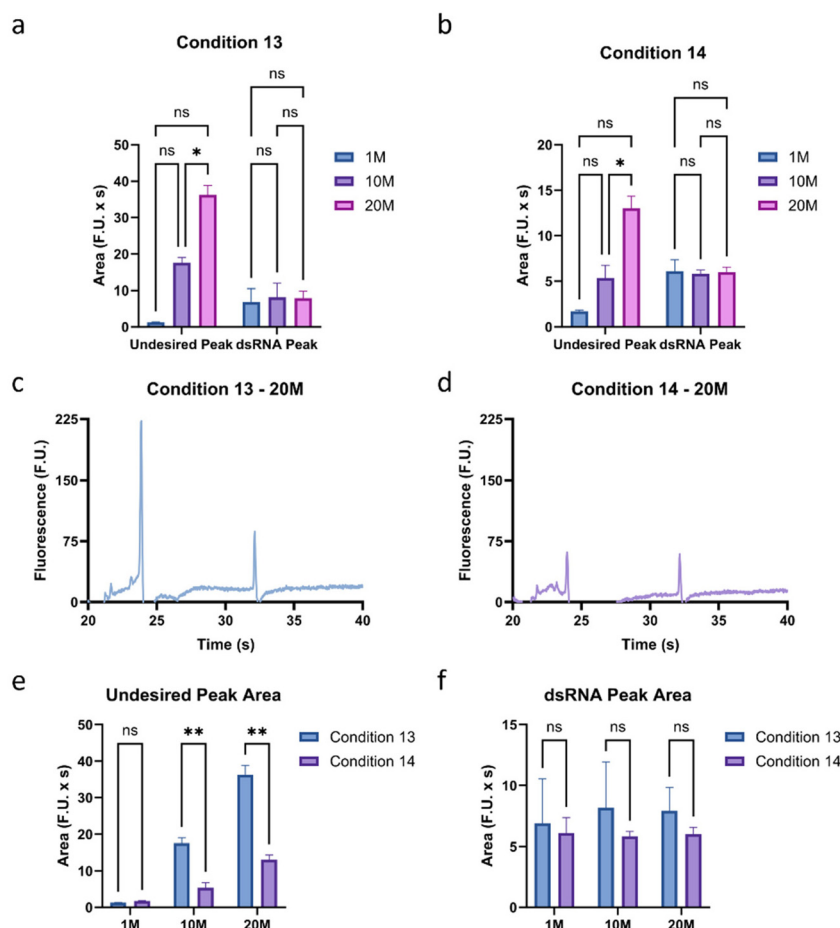 a
Condition 13
ns
ns
ns
ns
*
ns
ns
50
40
30
20
10
0
Area (F.U. x s)
Undesired Peak
dsRNA Peak
1M
10M
20M
b
Condition 14
ns
ns
ns
ns
*
ns
ns
20
15
10
5
0
Area (F.U. x s)
Undesired Peak
dsRNA Peak
1M
10M
20M
c
Condition 13 - 20M
225
150
75
0
Fluorescence (F.U.)
20
25
30
35
40
Time (s)
d
Condition 14 - 20M
225
150
75
0
Fluorescence (F.U.)
20
25
30
35
40
Time (s)
e
Undesired Peak Area
ns
**
**
50
40
30
20
10
0
Area (F.U. x s)
1M
10M
20M
Condition 13
Condition 14
f
dsRNA Peak Area
ns
ns
ns
15
10
5
0
Area (F.U. x s)
1M
10M
20M
Condition 13
Condition 14